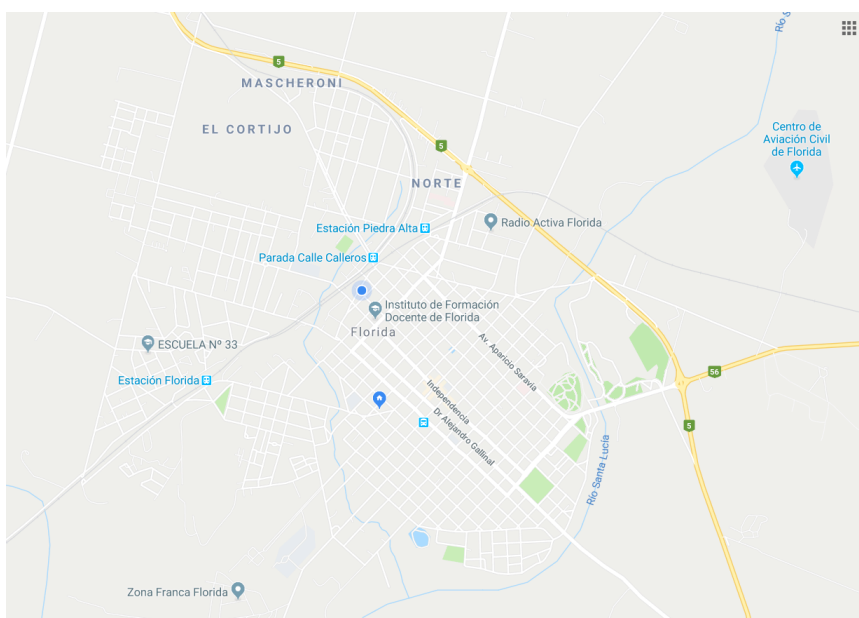 Río S
5
MASCHERONI
EL CORTIJO
Centro de
Aviación Civil
de Florida
5
NORTE
Radio Activa Florida
Estación Piedra Alta
Parada Calle Calleros
Instituto de Formación
Docente de Florida
Florida
ESCUELA Nº 33
Av. Aparicio Saravia
56
Estación Florida
Independencia
Dr Alejandro Gallinal
5
Río Santa Lucía
Zona Franca Florida